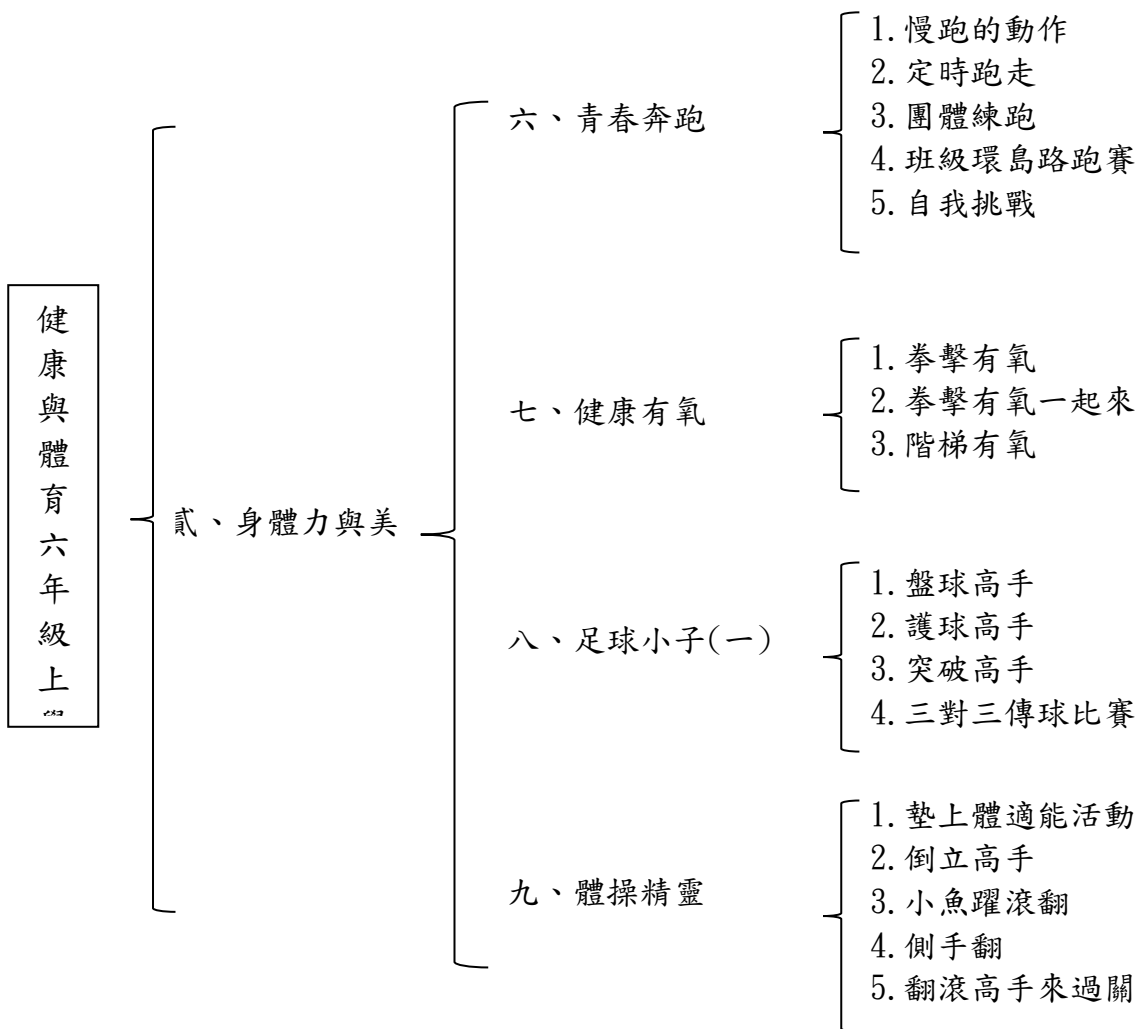 健康與體育六年級上
貳、身體力與美
六、青春奔跑
1.慢跑的動作
2.定時跑走
3.團體練跑
4.班級環島路跑賽
5.自我挑戰
七、健康有氧
1.拳擊有氧
2.拳擊有氧一起來
3.階梯有氧
八、足球小子(一)
1.盤球高手
2.護球高手
3.突破高手
4.三對三傳球比賽
九、體操精靈
1.墊上體適能活動
2.倒立高手
3.小魚躍滾翻
4.側手翻
5.翻滾高手來過關